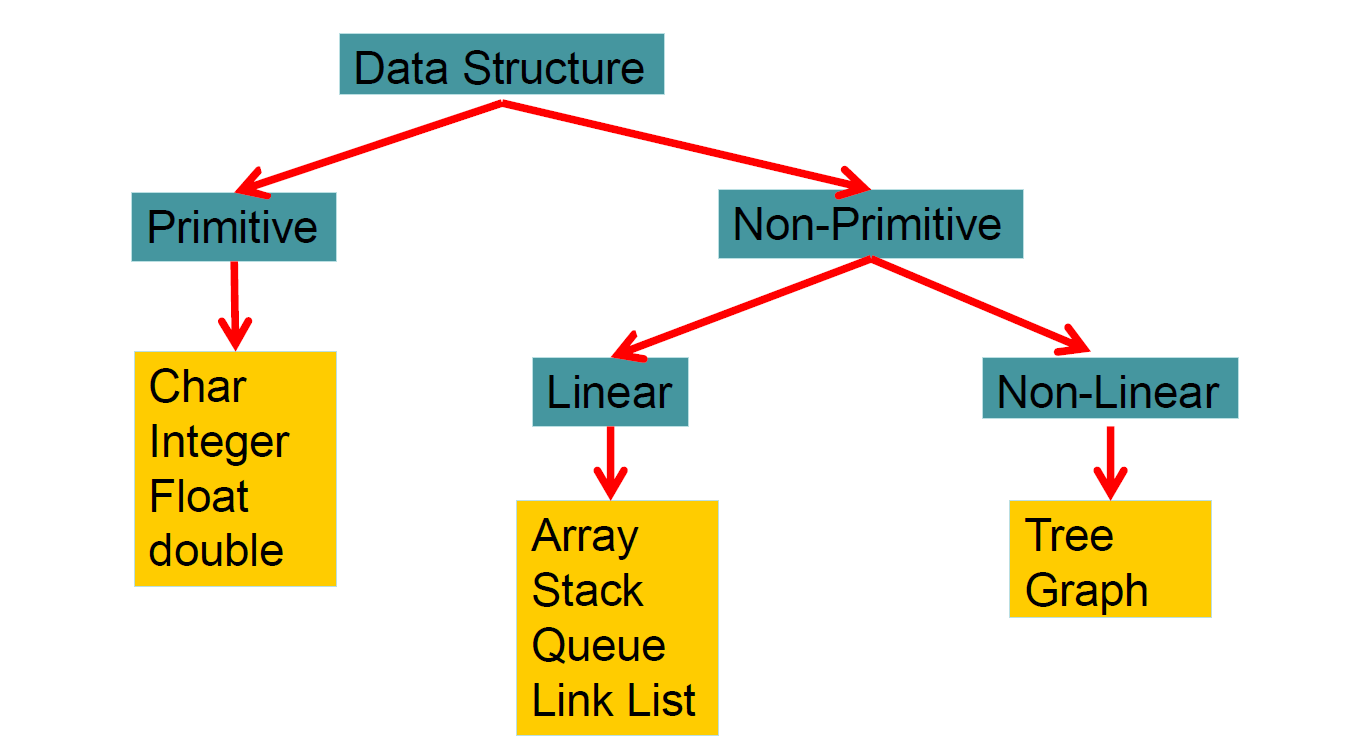 Data Structure
Primitive
Non-Primitive
Char
Integer
Float
double
Linear
Non-Linear
Array
Stack
Queue
Link List
Tree
Graph